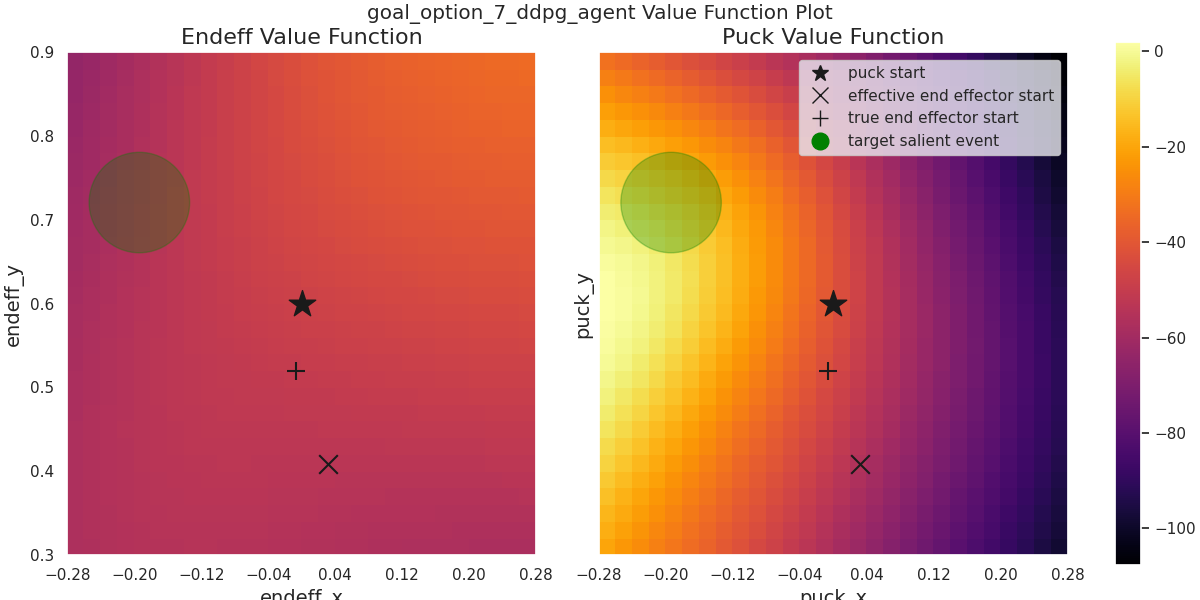 goal_option_7_ddpg_agent Value Function Plot
Endeff Value Function
endeff_y
0.9
0.8
0.7
0.6
0.5
0.4
0.3
−0.28 −0.20 −0.12 −0.04 0.04 0.12 0.20 0.28
endeff_x
Puck Value Function
puck start
effective end effector start
true end effector start
target salient event
puck_y
−0.28 −0.20 −0.12 −0.04 0.04 0.12 0.20 0.28
puck_x
0
−20
−40
−60
−80
−100